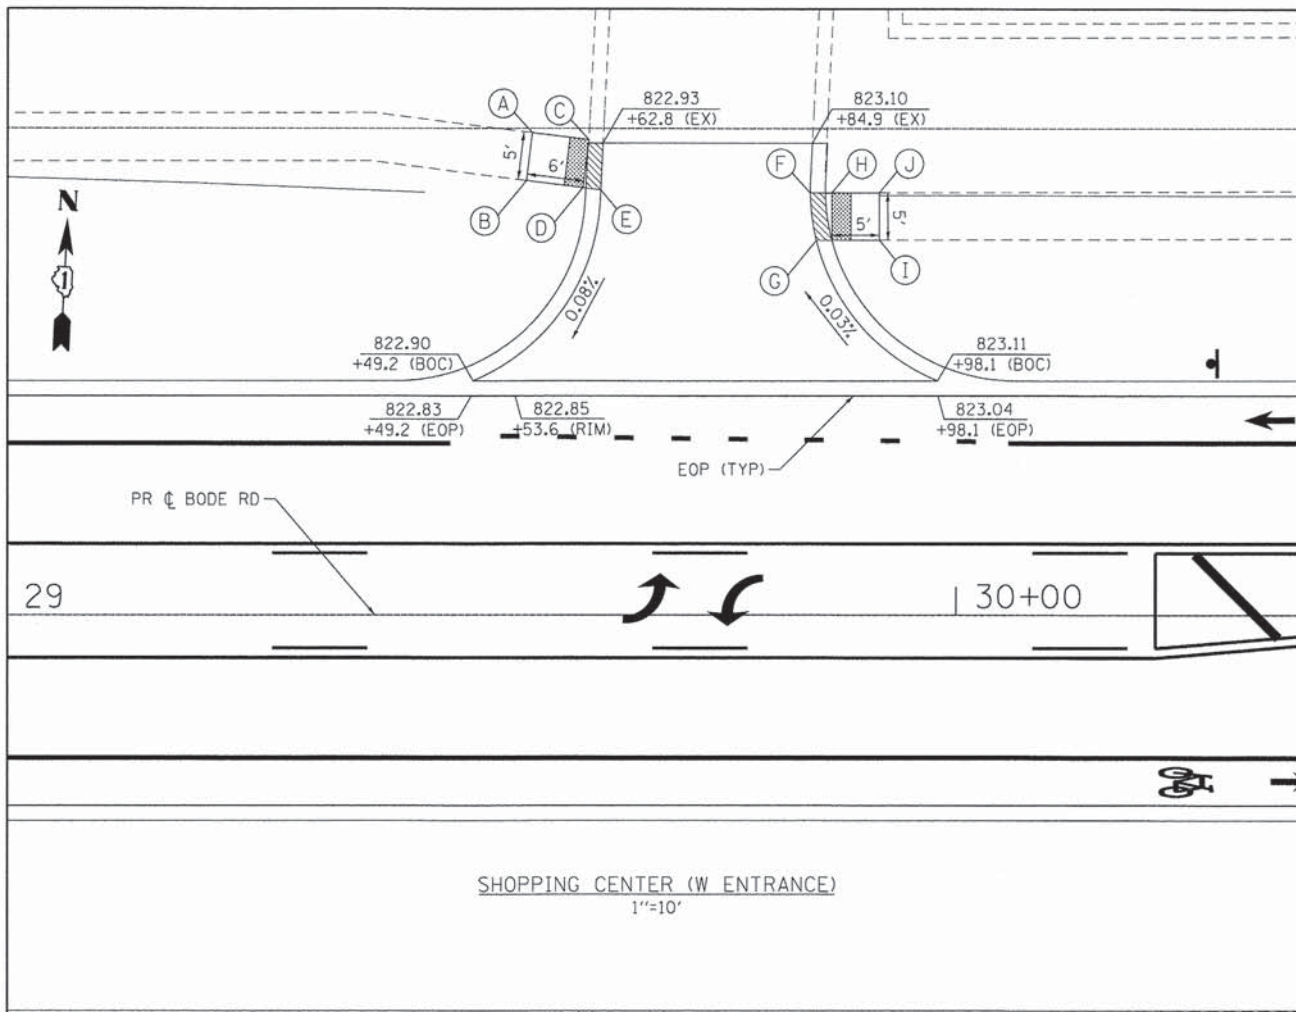 822.93
+62.8 (EX)
823.10
+84.9 (EX)
A
C
5'
6'
F
H
J
N
B
D
E
5'
5'
G
I
1
0.08%
0.03%
822.90
+49.2 (BOC)
823.11
+98.1 (BOC)
822.83
+49.2 (EOP)
822.85
+53.6 (RIM)
823.04
+98.1 (EOP)
EOP (TYP)
PR ℄ BODE RD
29
30+00
SHOPPING CENTER (W ENTRANCE)
1"=10'